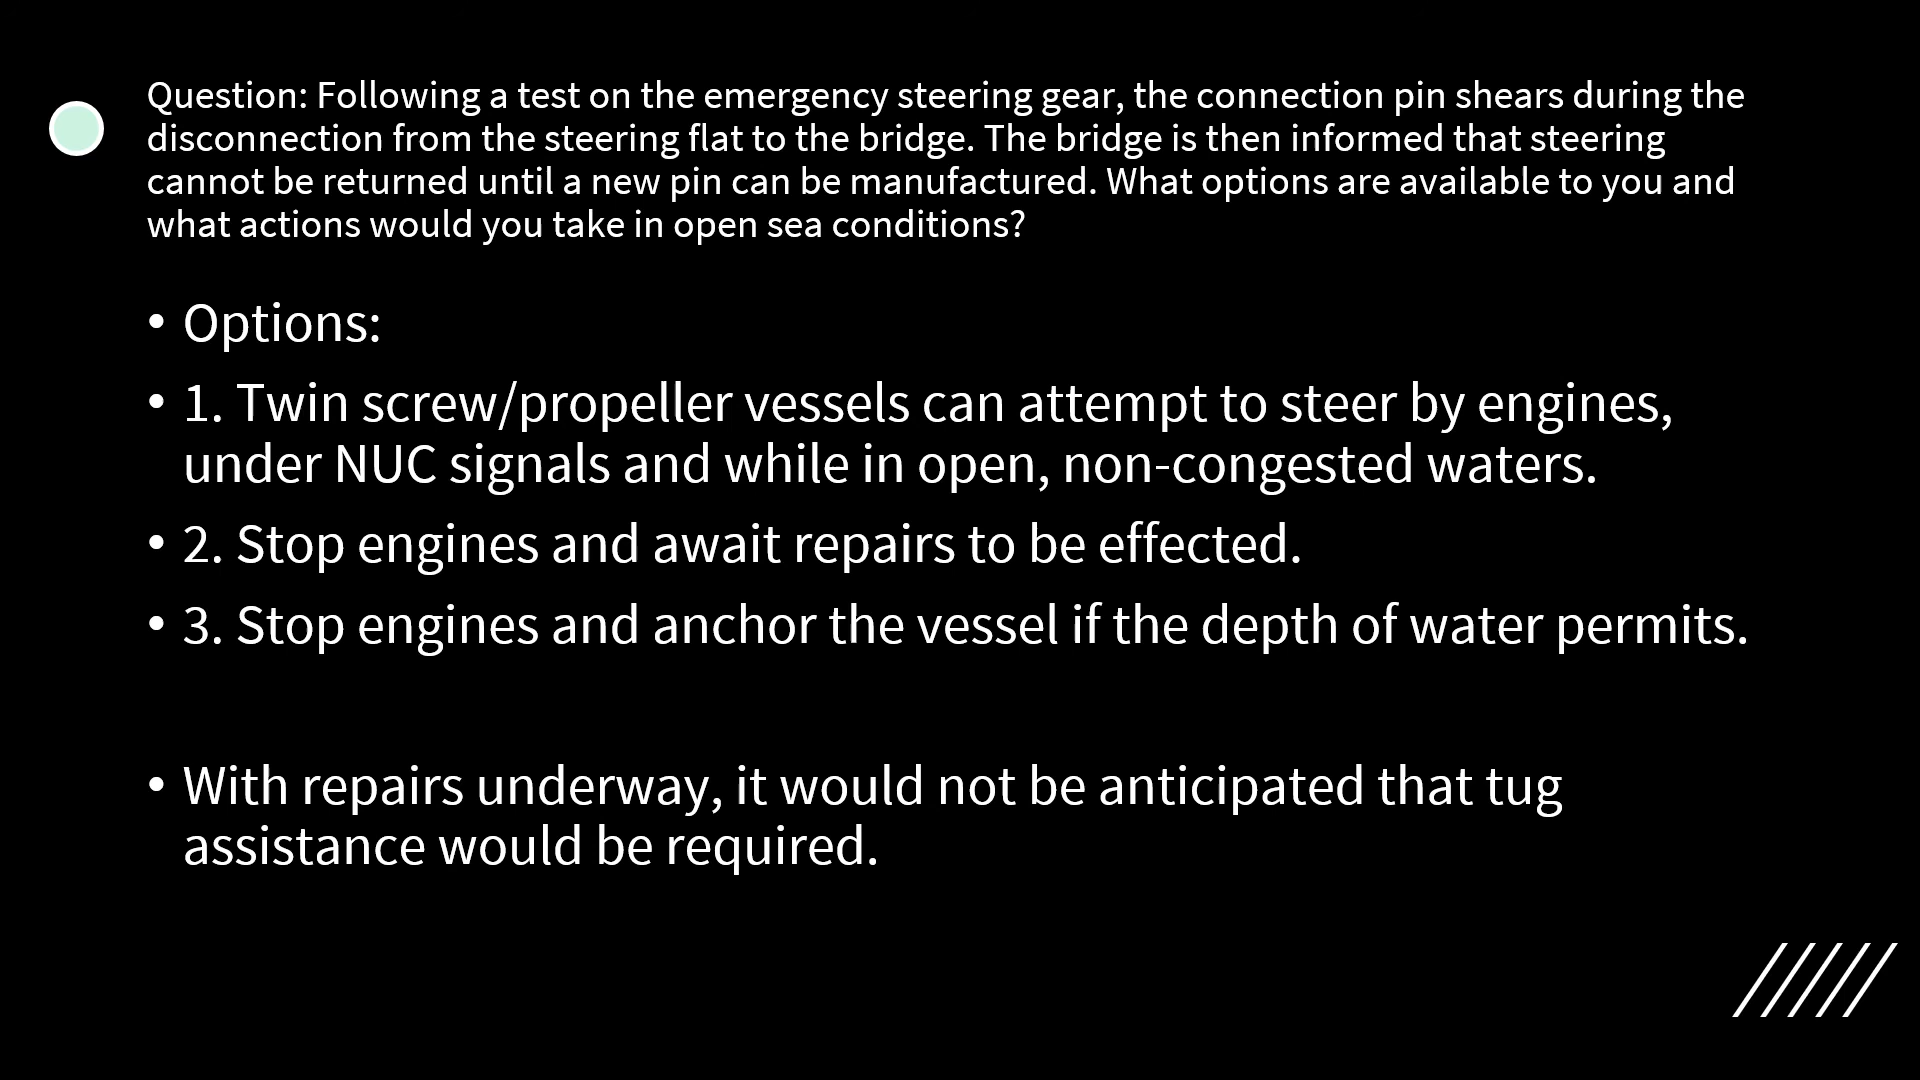 Question: Following a test on the emergency steering gear, the connection pin shears during the
disconnection from the steering flat to the bridge. The bridge is then informed that steering
cannot be returned until a new pin can be manufactured. What options are available to you and
what actions would you take in open sea conditions?
• Options:
• 1. Twin screw/propeller vessels can attempt to steer by engines,
under NUC signals and while in open, non-congested waters.
• 2. Stop engines and await repairs to be effected.
• 3. Stop engines and anchor the vessel if the depth of water permits.
• With repairs underway, it would not be anticipated that tug
assistance would be required.